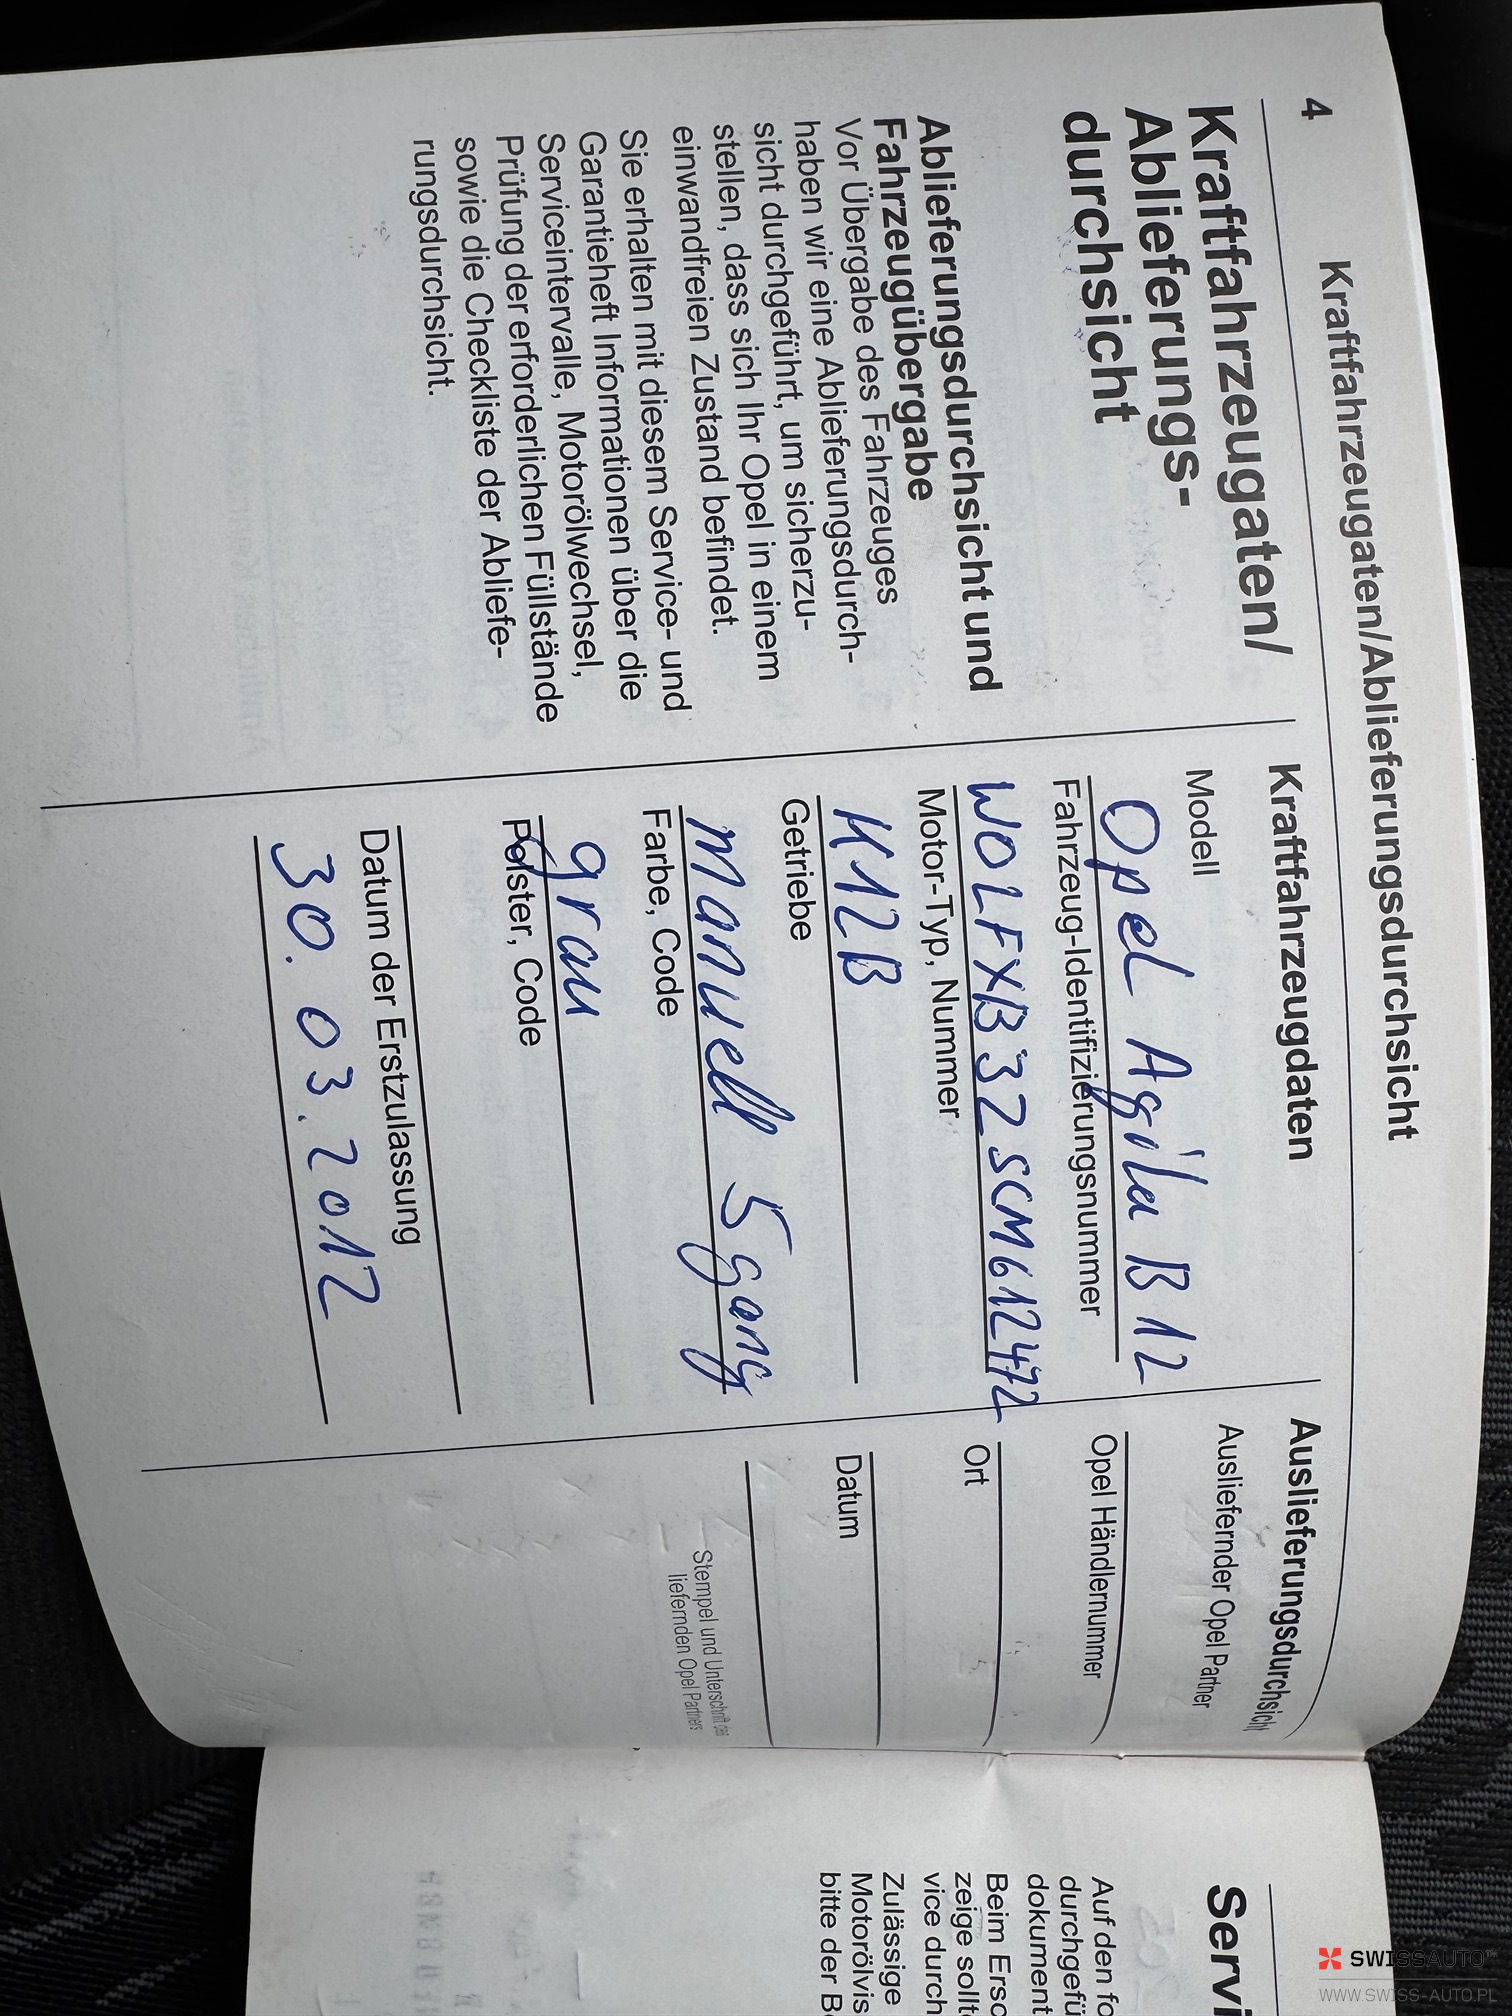 4
Kraftfahrzeugdaten/Ablieferungsdurchsicht
Kraftfahrzeugdaten/
Ablieferungs-
durchsicht
Ablieferungsdurchsicht und
Fahrzeugübergabe
Vor Übergabe des Fahrzeuges
haben wir eine Ablieferungsdurch-
sicht durchgeführt, um sicherzu-
stellen, dass sich Ihr Opel in einem
einwandfreien Zustand befindet.
Sie erhalten mit diesem Service- und
Garantieheft Informationen über die
Serviceintervalle, Motorölwechsel,
Prüfung der erforderlichen Füllstände
sowie die Checkliste der Abliefe-
rungsdurchsicht.
Kraftfahrzeugdaten
Modell
Opel Agila B 12
Fahrzeug-Identifizierungsnummer
WOLFXB32SCM612472
Motor-Typ, Nummer
K12B
Getriebe
Manuell 5 gang
Farbe, Code
grau
Polster, Code
Datum der Erstzulassung
30.03.2012
Auslieferungsdurchsicht
Ausliefernder Opel Partner
Opel Händlernummer
Ort
Datum
Stempel und Unterschrift des
liefernden Opel Partners
Servi
Auf den fo
durchgefü
dokument
Beim Ersc
zeige sollt
vice durch
Zulässige
Motorölvis
bitte der B
SWISSAUTO
WWW.SWISS-AUTO.PL